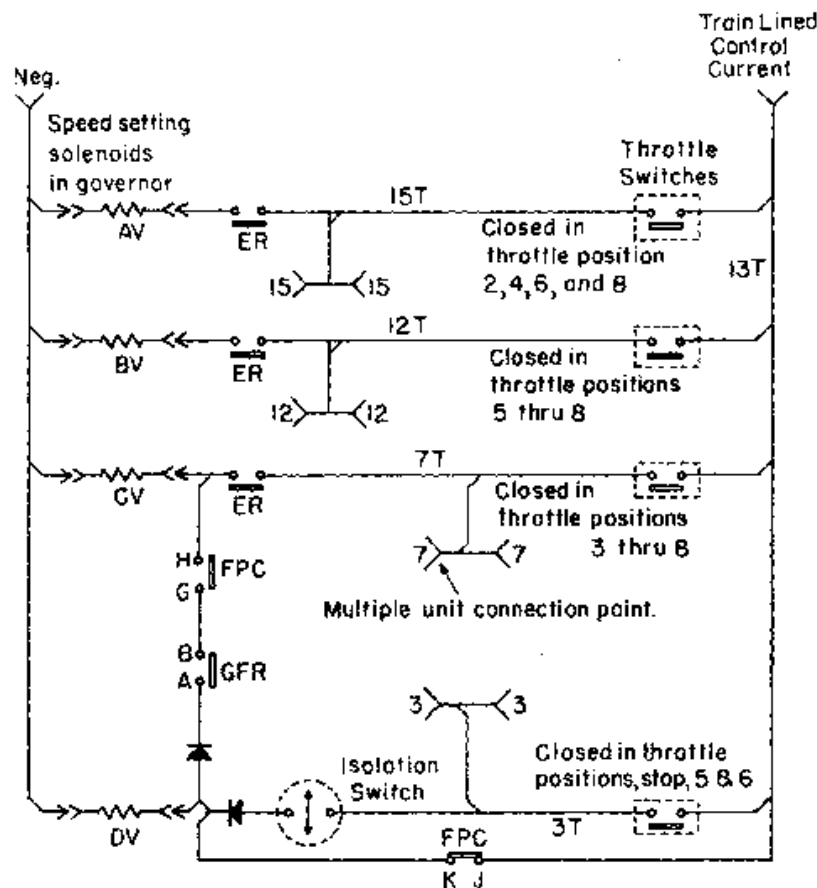 Train Lined
Control
Current
Neg.
Speed setting
solenoids
in governor
Throttle
Switches
15T
AV
ER
Closed in
throttle position
2, 4, 6, and 8
13T
15 15
12T
BV
ER
Closed in
throttle positions
5 thru 8
12 12
7T
CV
ER
Closed in
throttle positions
3 thru 8
7 7
H
FPC
G
Multiple unit connection point.
B
GFR
A
3 3
Isolation
Switch
Closed in throttle
positions, stop, 5 & 6
DV
3T
FPC
K J